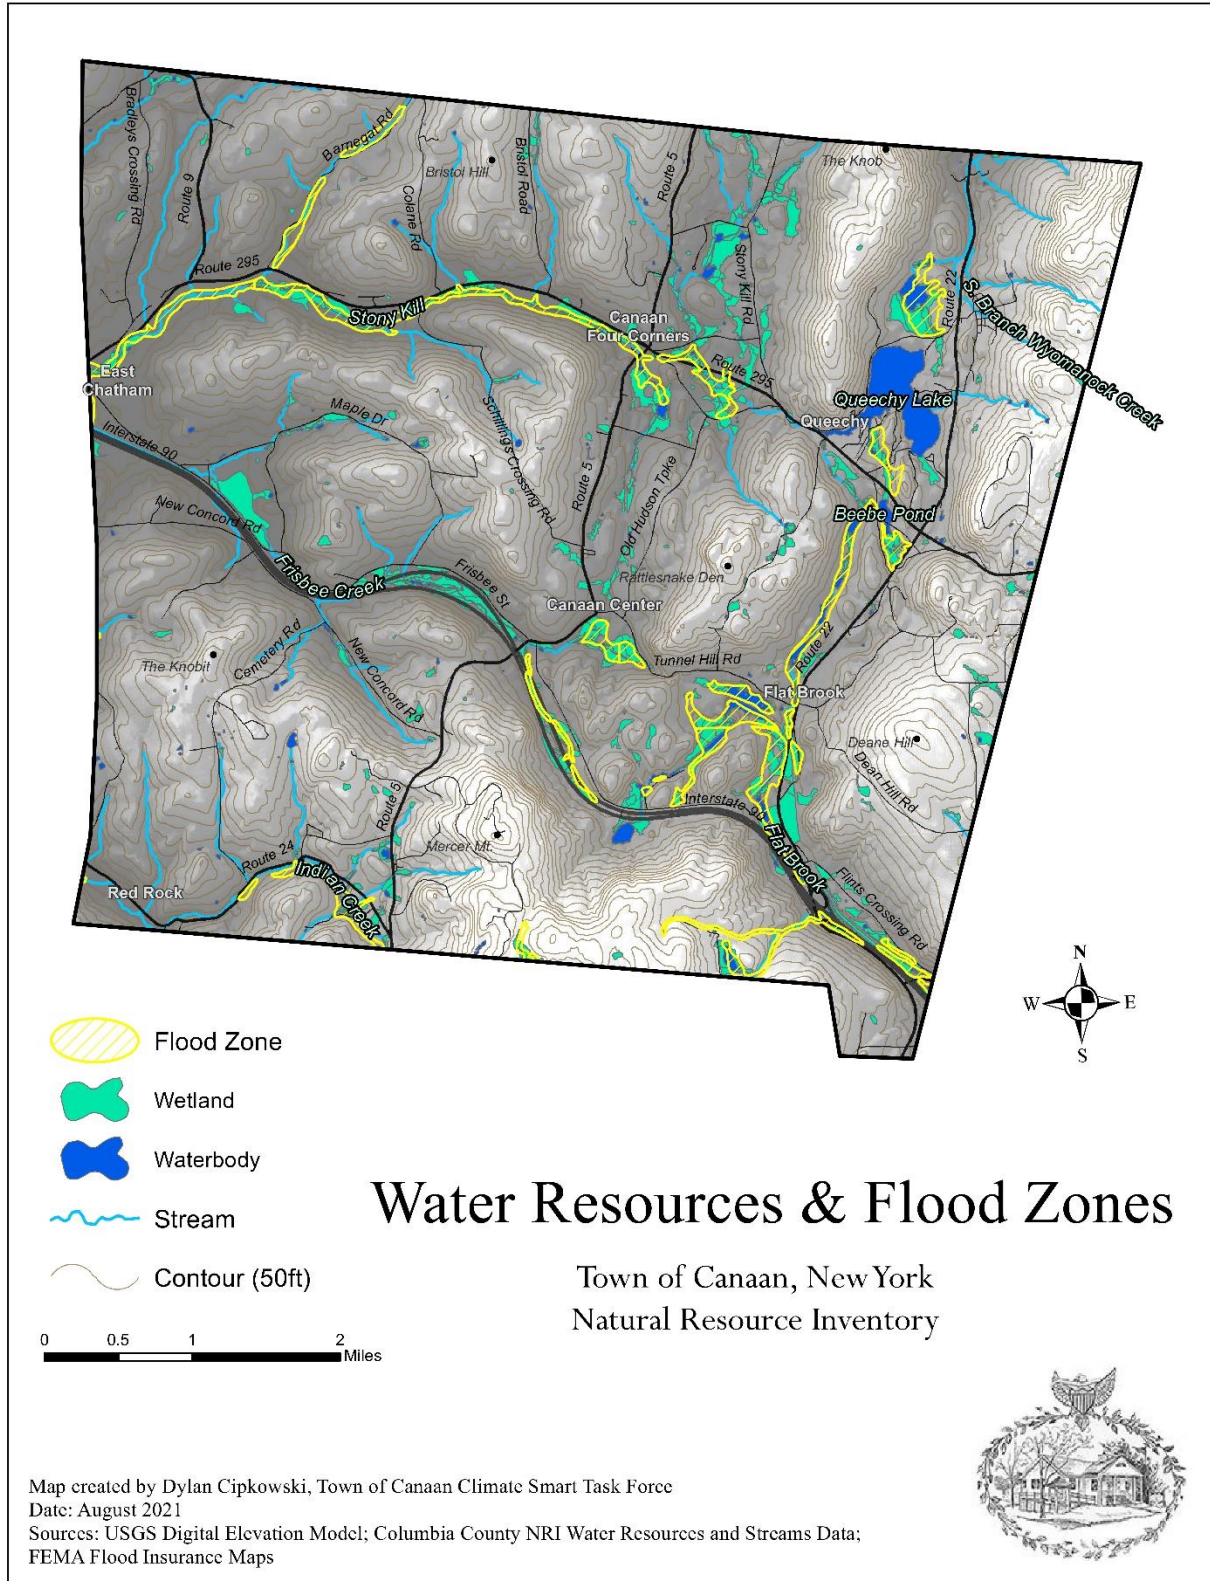 Bradleys Crossing Rd
Route 9
Barnegat Rd
Bristol Hill
Colane Rd
Bristol Road
Route 5
The Knob
Route 295
Stony Kill
Canaan
Four Corners
Stony Kill Rd
Route 22
S. Branch Wyomanock Creek
East
Chatham
Route 295
Queechy Lake
Queechy
Maple Dr
Schillings Crossing Rd
Interstate 90
Route 5
Old Hudson Tpke
New Concord Rd
Beebe Pond
Frisbee Creek
Frisbee St
Rattlesnake Den
Canaan Center
The Knobit
Cemetery Rd
New Concord Rd
Tunnel Hill Rd
Route 22
Flat Brook
Deane Hill
Dean Hill Rd
Route 5
Interstate 90
Mercer Mt.
Flat Brook
Route 24
Red Rock
Indian Creek
Flints Crossing Rd
N
W
E
S
Flood Zone
Wetland
Waterbody
Stream
Contour (50ft)
0 0.5 1 2
Miles
Water Resources & Flood Zones
Town of Canaan, New York
Natural Resource Inventory
Map created by Dylan Cipkowski, Town of Canaan Climate Smart Task Force
Date: August 2021
Sources: USGS Digital Elevation Model; Columbia County NRI Water Resources and Streams Data;
FEMA Flood Insurance Maps